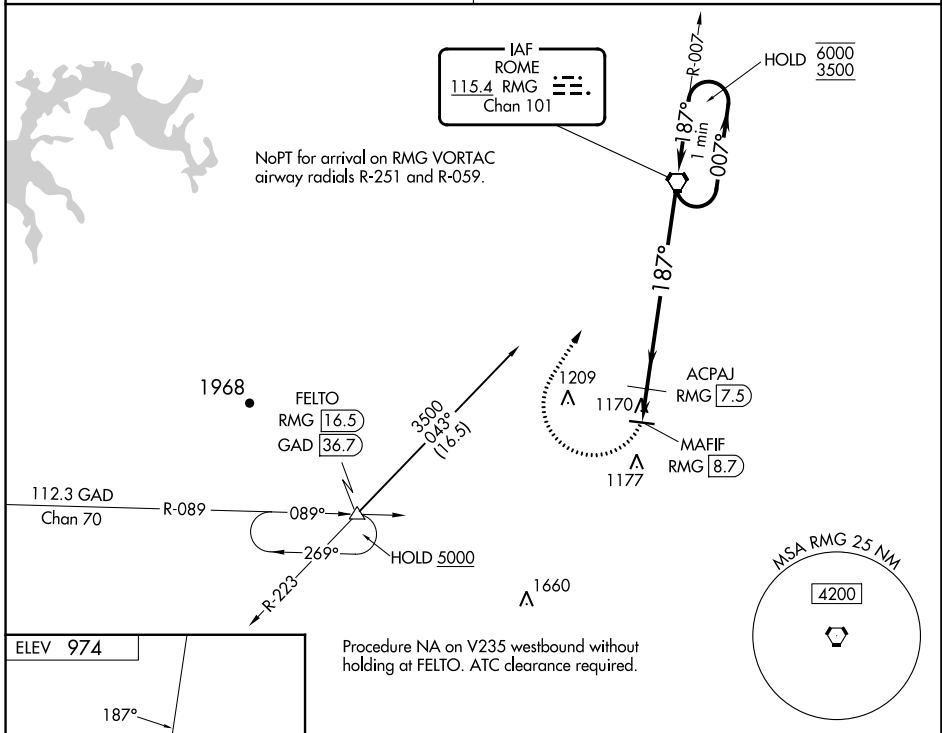 IAF
ROME
115.4 RMG
Chan 101
R-007
HOLD 6000
3500
187°
1 min
007°
NoPT for arrival on RMG VORTAC
airway radials R-251 and R-059.
187°
1968
FELTO
RMG 16.5
GAD 36.7
3500
043°
(16.5)
1209
1170
ACPAJ
RMG 7.5
MAFIF
RMG 8.7
1177
112.3 GAD
Chan 70
R-089
089°
269°
HOLD 5000
R-223
1660
MSA RMG 25 NM
4200
ELEV 974
Procedure NA on V235 westbound without
holding at FELTO. ATC clearance required.
187°